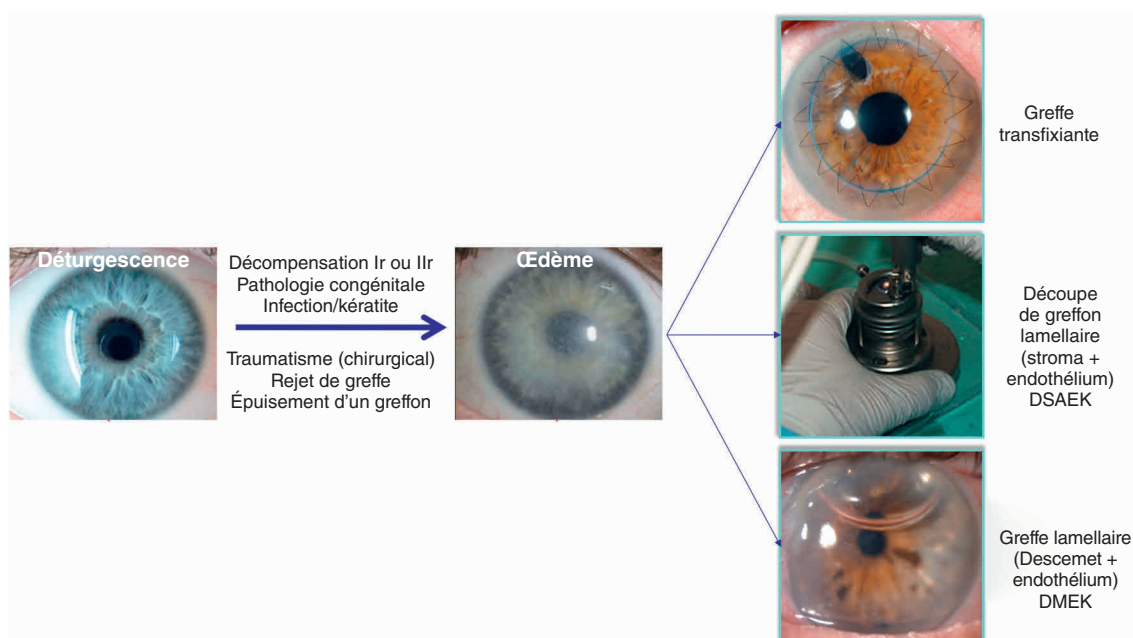 Déturgescence
Décompensation Ir ou IIr
Pathologie congénitale
Infection/kératite
Traumatisme (chirurgical)
Rejet de greffe
Épuisement d'un greffon
Œdème
Greffe
transfixiante
Découpe
de greffon
lamellaire
(stroma +
endothélium)
DSAEK
Greffe lamellaire
(Descemet +
endothélium)
DMEK